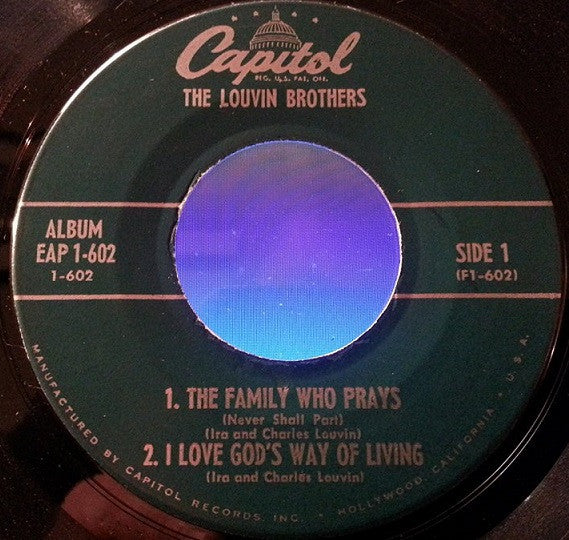 Capitol
REG. U.S. PAT. OFF.
THE LOUVIN BROTHERS
ALBUM
EAP 1-602
1-602
SIDE 1
(F1-602)
1. THE FAMILY WHO PRAYS
(Never Shall Part)
(Ira and Charles Louvin)
2. I LOVE GOD'S WAY OF LIVING
(Ira and Charles Louvin)
MANUFACTURED BY CAPITOL RECORDS, INC. • HOLLYWOOD, CALIFORNIA • U.S.A.